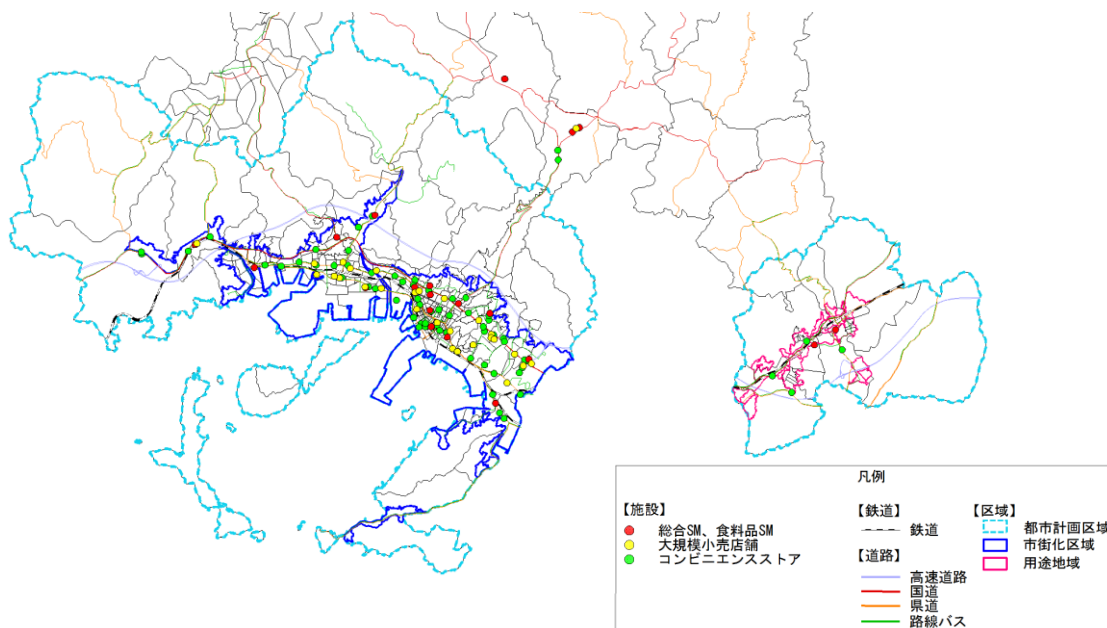 凡例
【施設】
総合SM、食料品SM
大規模小売店舗
コンビニエンスストア
【鉄道】
鉄道
【道路】
高速道路
国道
県道
路線バス
【区域】
都市計画区域
市街化区域
用途地域